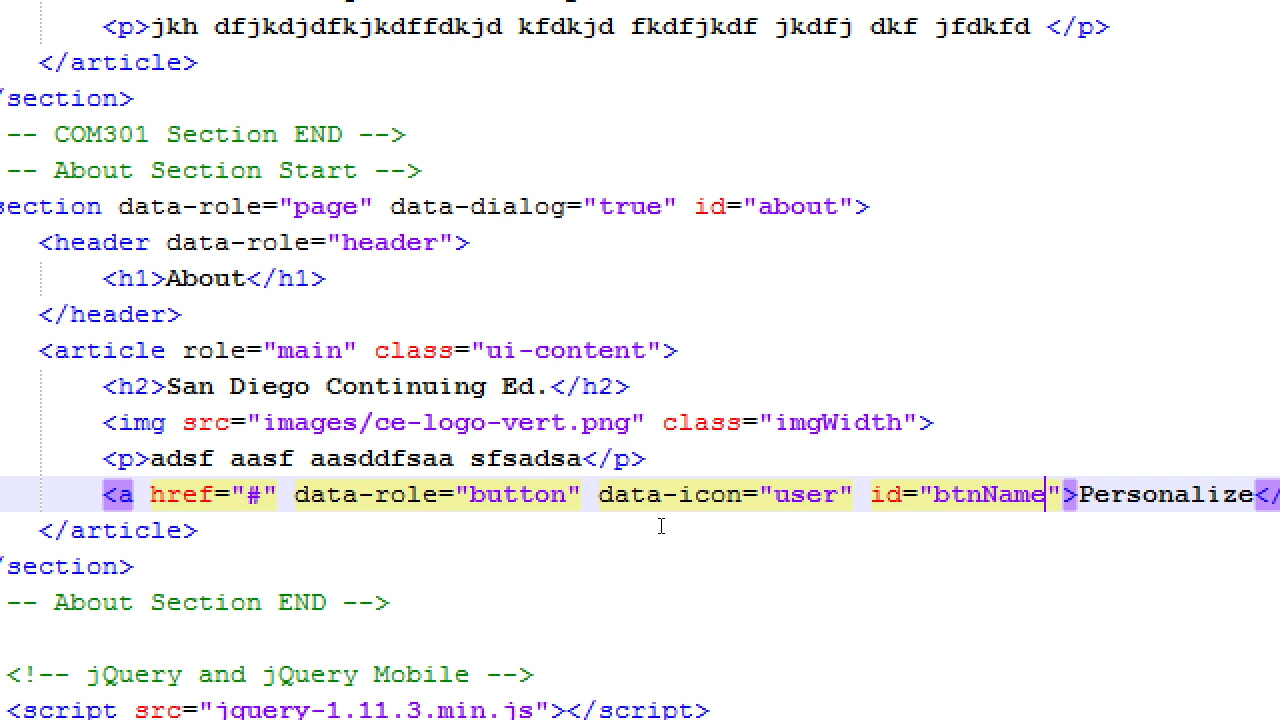 <p>jkh dfjkdjdfkjkdffdkjd kfdkjd fkdfjkdf jkdfj dkf jfdkfd </p>
</article>
/section>
-- COM301 Section END -->
-- About Section Start -->
section data-role="page" data-dialog="true" id="about">
<header data-role="header">
<h1>About</h1>
</header>
<article role="main" class="ui-content">
<h2>San Diego Continuing Ed.</h2>
<img src="images/ce-logo-vert.png" class="imgWidth">
<p>adsf aasf aasddfsaa sfsadsa</p>
<a href="#" data-role="button" data-icon="user" id="btnName">Personalize</
</article>
/section>
-- About Section END -->
<!-- jQuery and jQuery Mobile -->
<script src="jquery-1.11.3.min.js"></script>